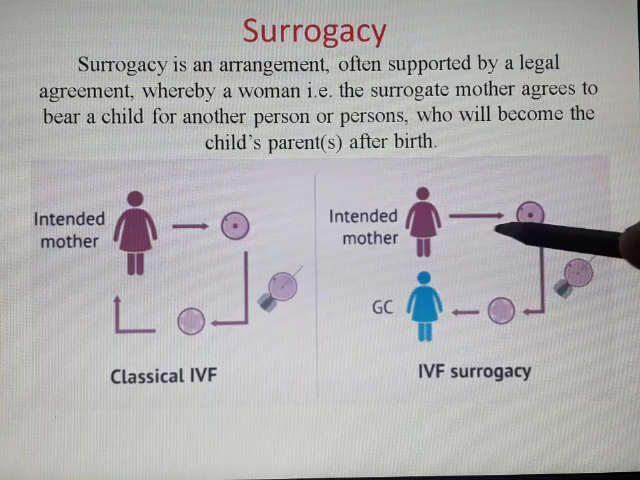 Surrogacy
Surrogacy is an arrangement, often supported by a legal
agreement, whereby a woman i.e. the surrogate mother agrees to
bear a child for another person or persons, who will become the
child's parent(s) after birth.
Intended
mother
Classical IVF
Intended
mother
GC
IVF surrogacy